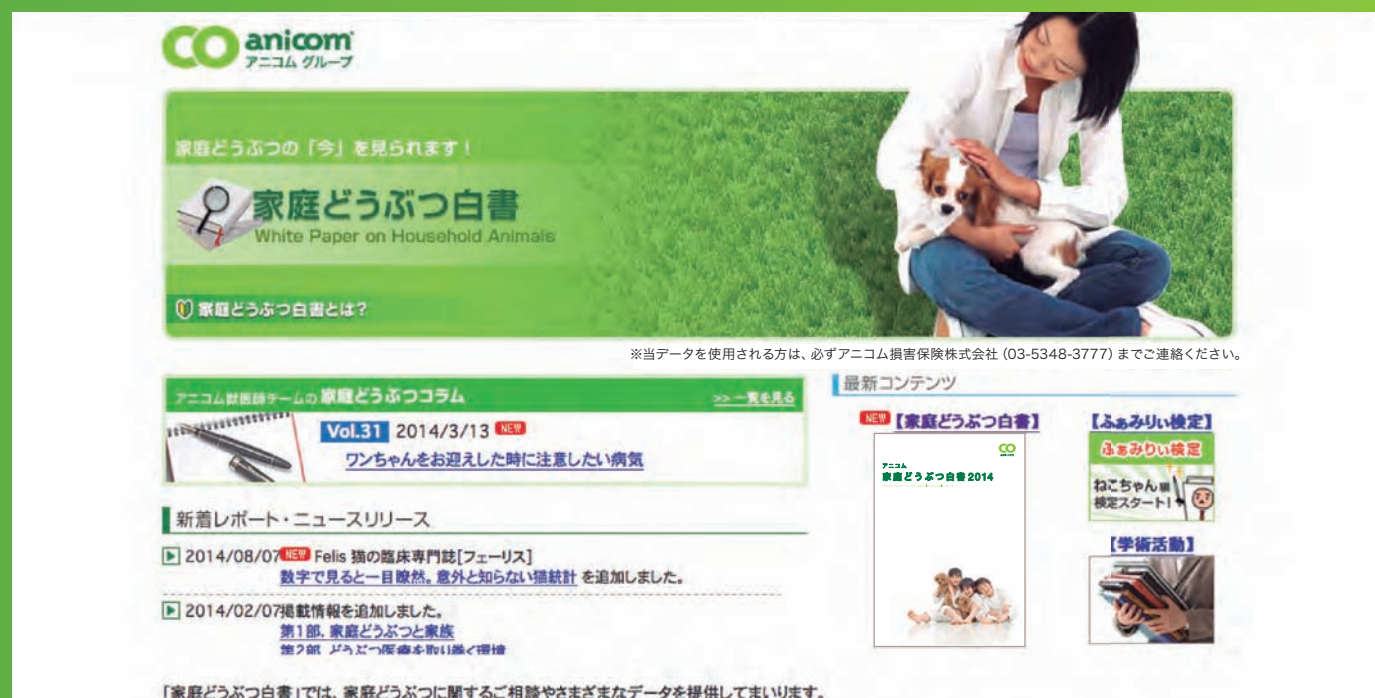 anicom
アニコム グループ
家庭どうぶつの「今」を見られます!
家庭どうぶつ白書
White Paper on Household Animals
家庭どうぶつ白書とは?
※当データを使用される方は、必ずアニコム損害保険株式会社(03-5348-3777)までご連絡ください。
アニコム獣医師チームの 家庭どうぶつコラム >> 一覧を見る
Vol.31 2014/3/13 NEW
ワンちゃんをお迎えした時に注意したい病気
新着レポート・ニュースリリース
2014/08/07 NEW Felis 猫の臨床専門誌[フェーリス]
数字で見ると一目瞭然。意外と知らない猫統計 を追加しました。
2014/02/07掲載情報を追加しました。
第1部. 家庭どうぶつと家族
第2部. どうぶつ医療を取り巻く環境
最新コンテンツ
NEW 【家庭どうぶつ白書】
アニコム
家庭どうぶつ白書2014
【ふぁみりぃ検定】
ふぁみりぃ検定
ねこちゃん編
検定スタート!
【学術活動】
「家庭どうぶつ白書」では、家庭どうぶつに関するご相談やさまざまなデータを提供してまいります。